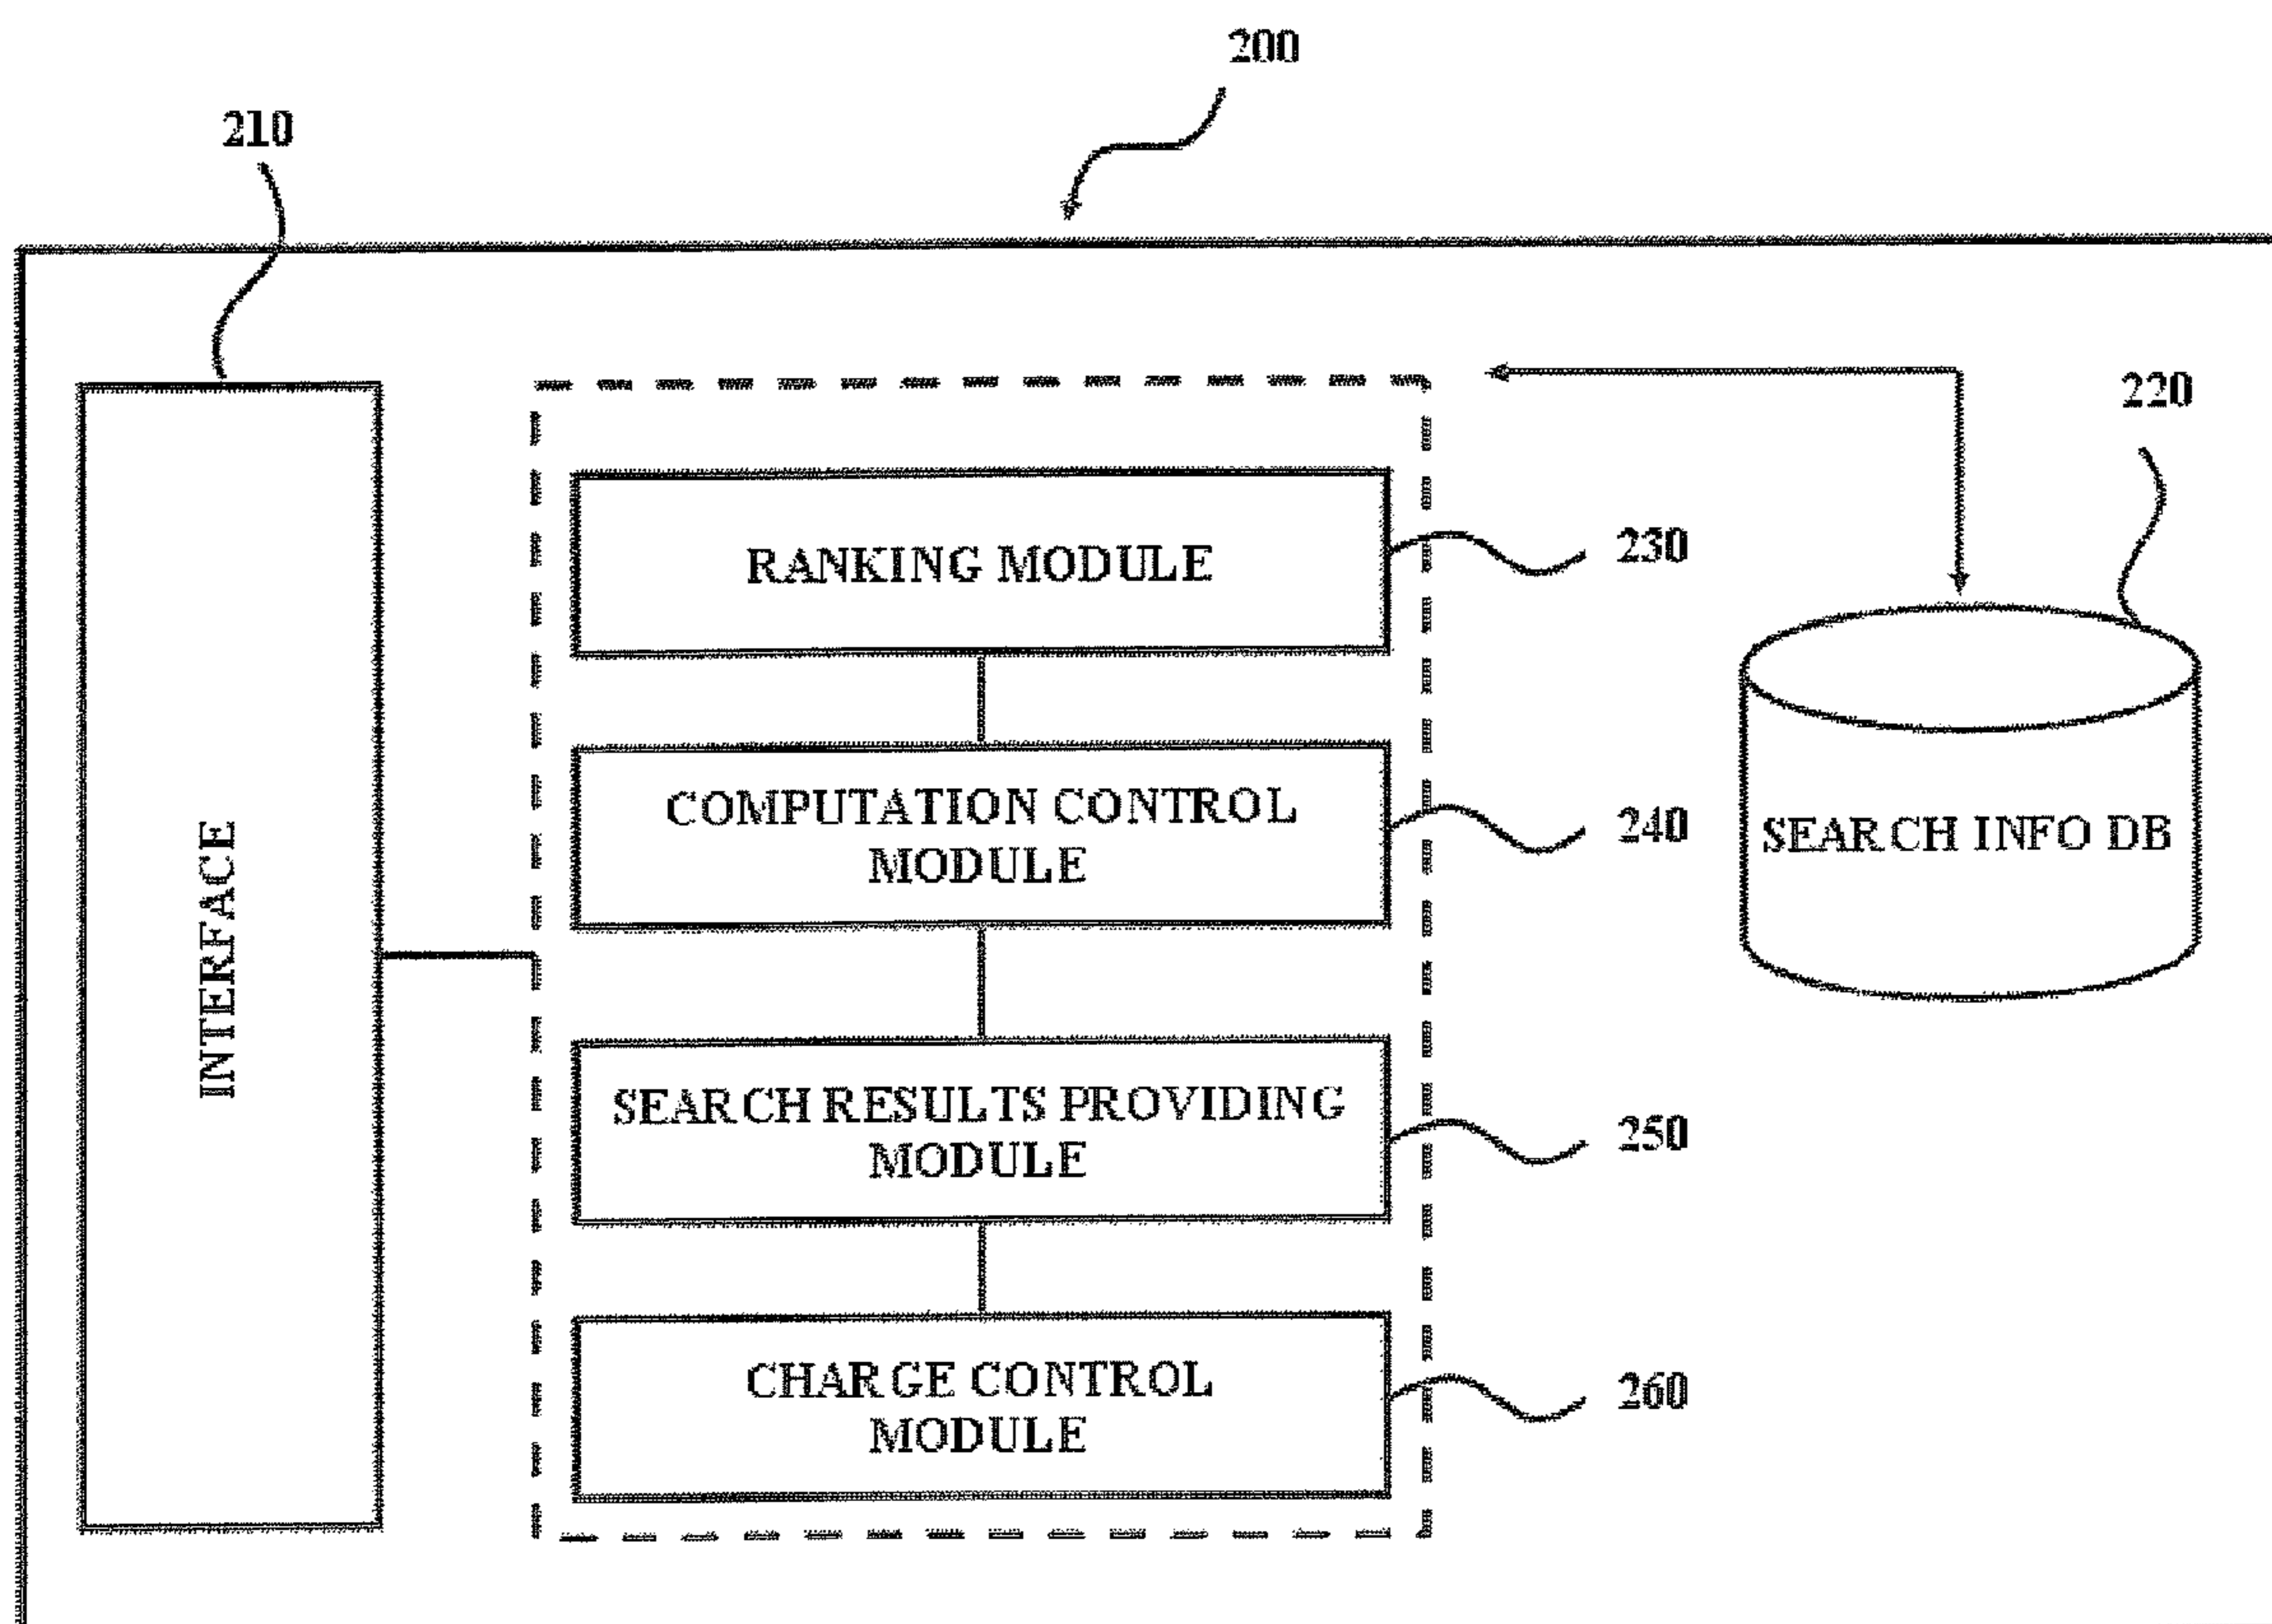 200
210
220
RANKING MODULE
230
COMPUTATION CONTROL
MODULE
240
SEARCH INFO DB
INTERFACE
SEARCH RESULTS PROVIDING
MODULE
250
CHARGE CONTROL
MODULE
260